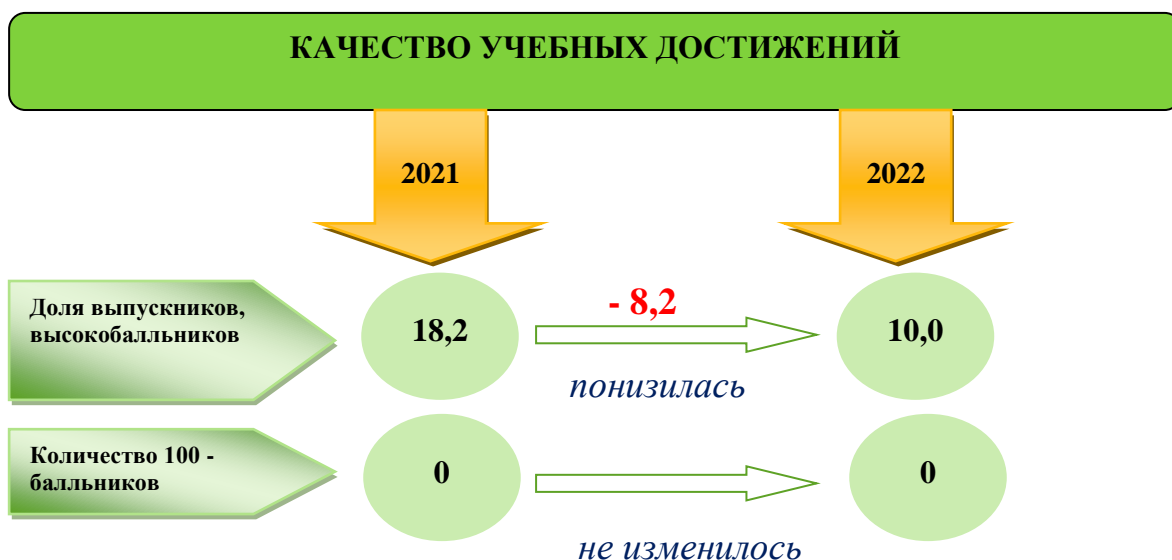 КАЧЕСТВО УЧЕБНЫХ ДОСТИЖЕНИЙ
2021
2022
Доля выпускников,
высокобалльников
18,2
- 8,2
понизилась
10,0
Количество 100 -
балльников
0
не изменилось
0